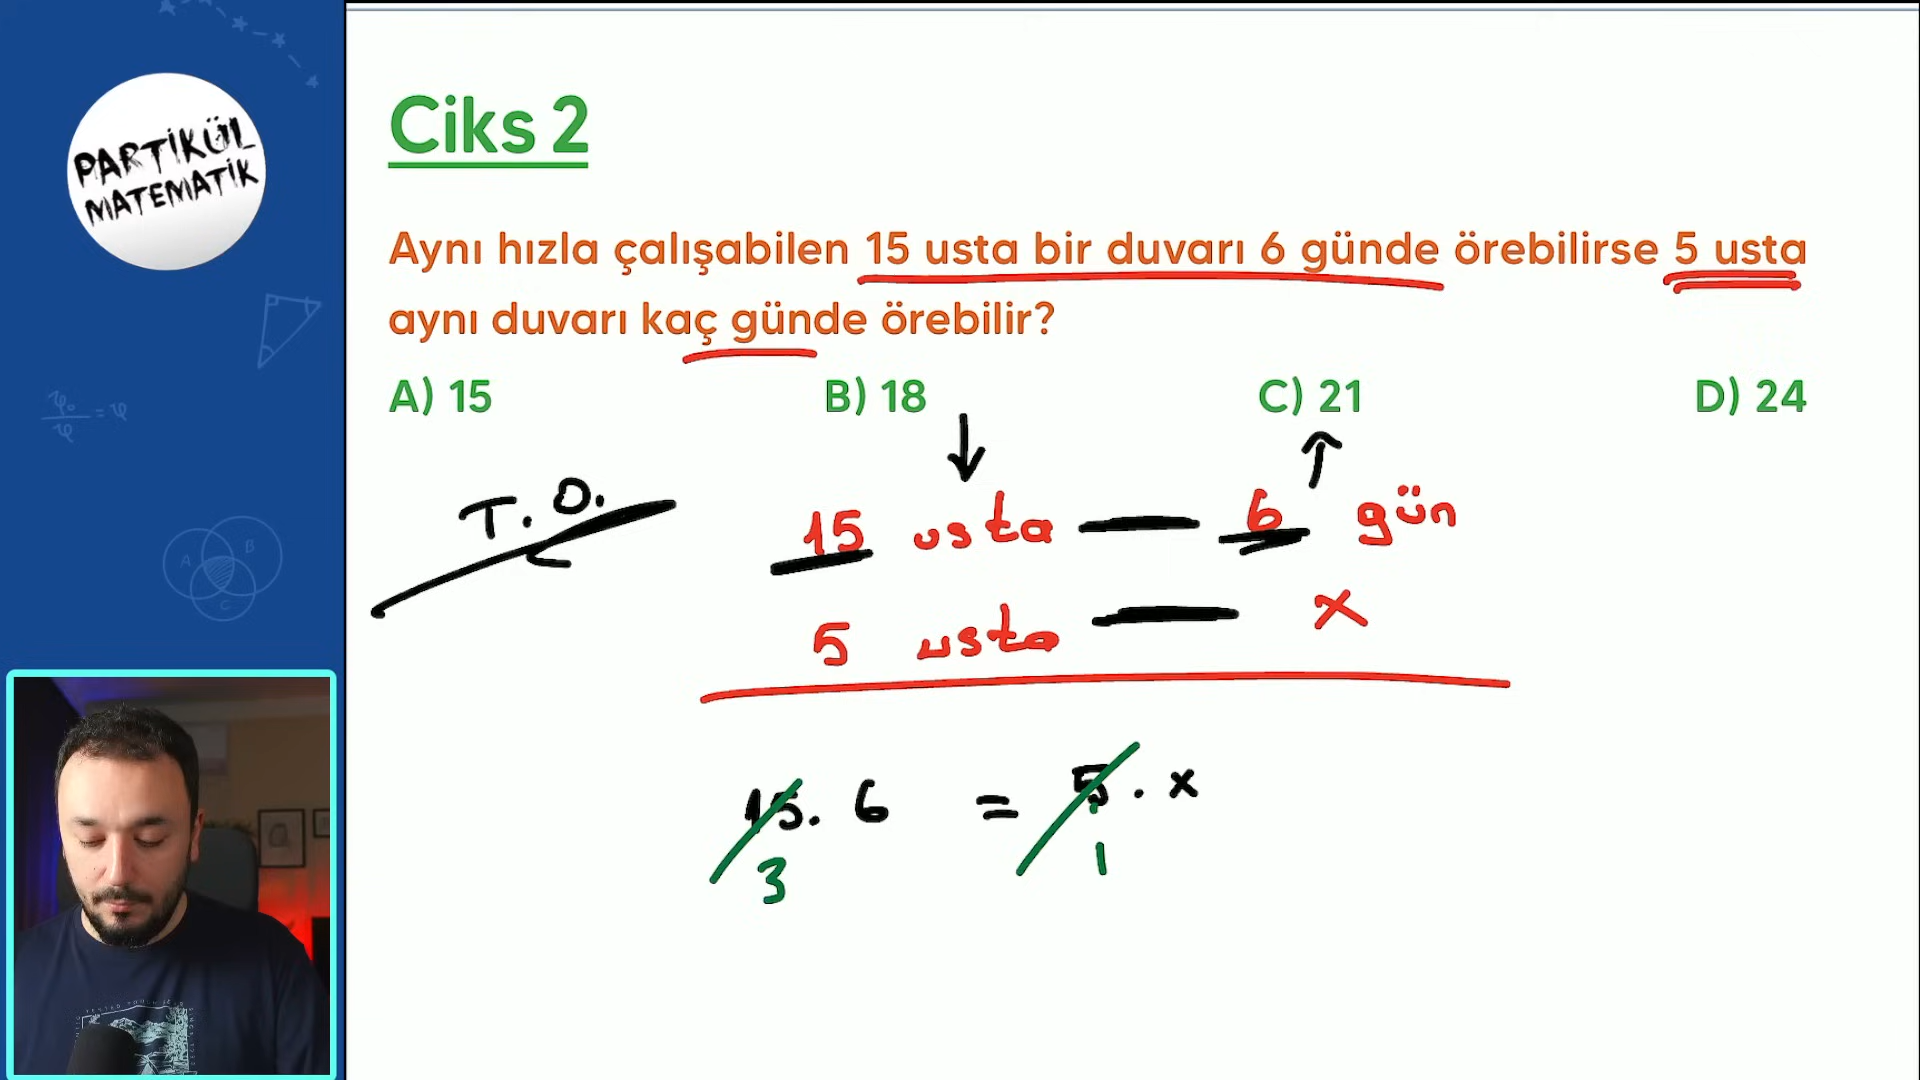 PARTİKÜL
MATEMATİK
Ciks 2
Aynı hızla çalışabilen 15 usta bir duvarı 6 günde örebilirse 5 usta
aynı duvarı kaç günde örebilir?
A) 15 B) 18 C) 21 D) 24
T. O.
15 usta — 6 gün
5 usta — x
15 . 6 = 5 . x
3 1
A B
C